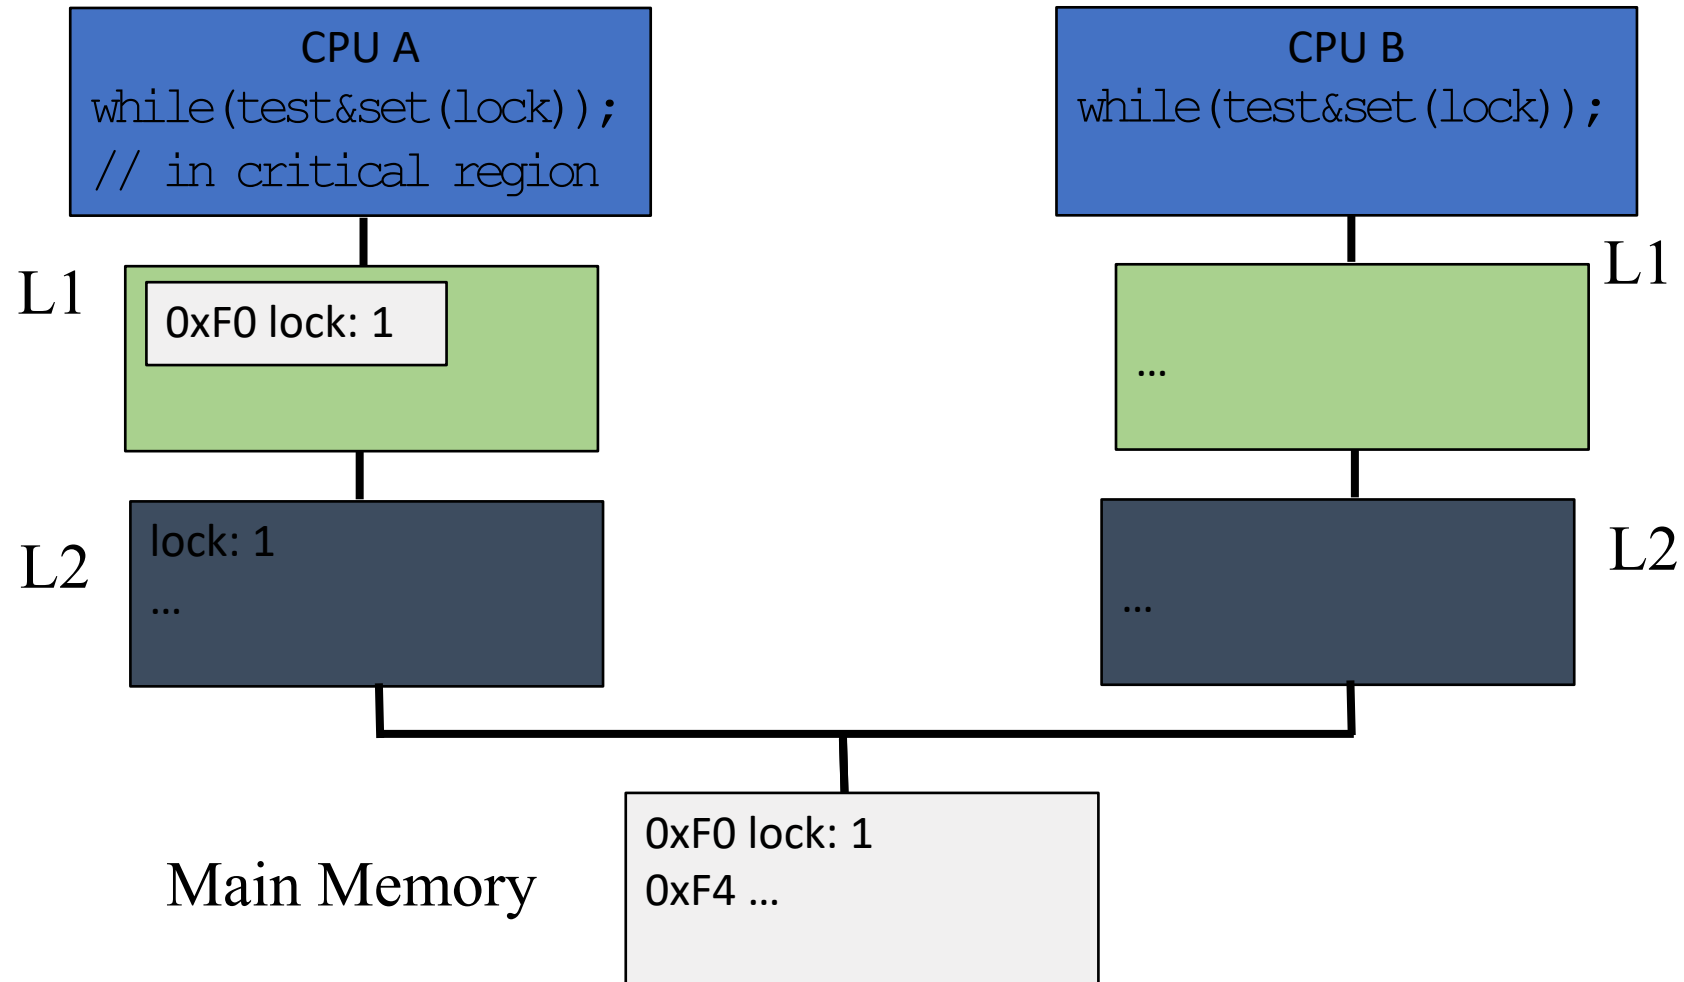 CPU A
while(test&set(lock));
// in critical region
CPU B
while(test&set(lock));
L1
0xF0 lock: 1
...
L1
L2
lock: 1
...
...
L2
Main Memory
0xF0 lock: 1
0xF4 ...